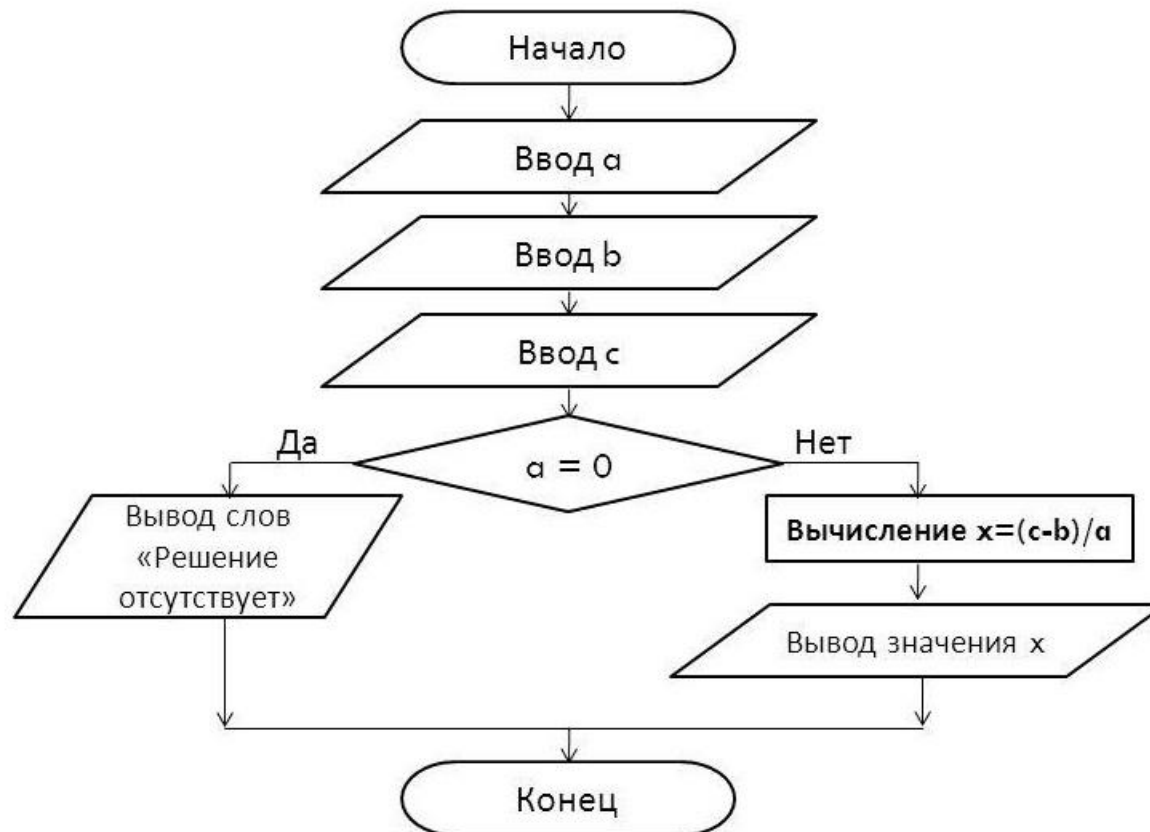 Начало
Ввод a
Ввод b
Ввод c
Да
Нет
a = 0
Вывод слов
«Решение
отсутствует»
Вычисление x=(c-b)/a
Вывод значения x
Конец